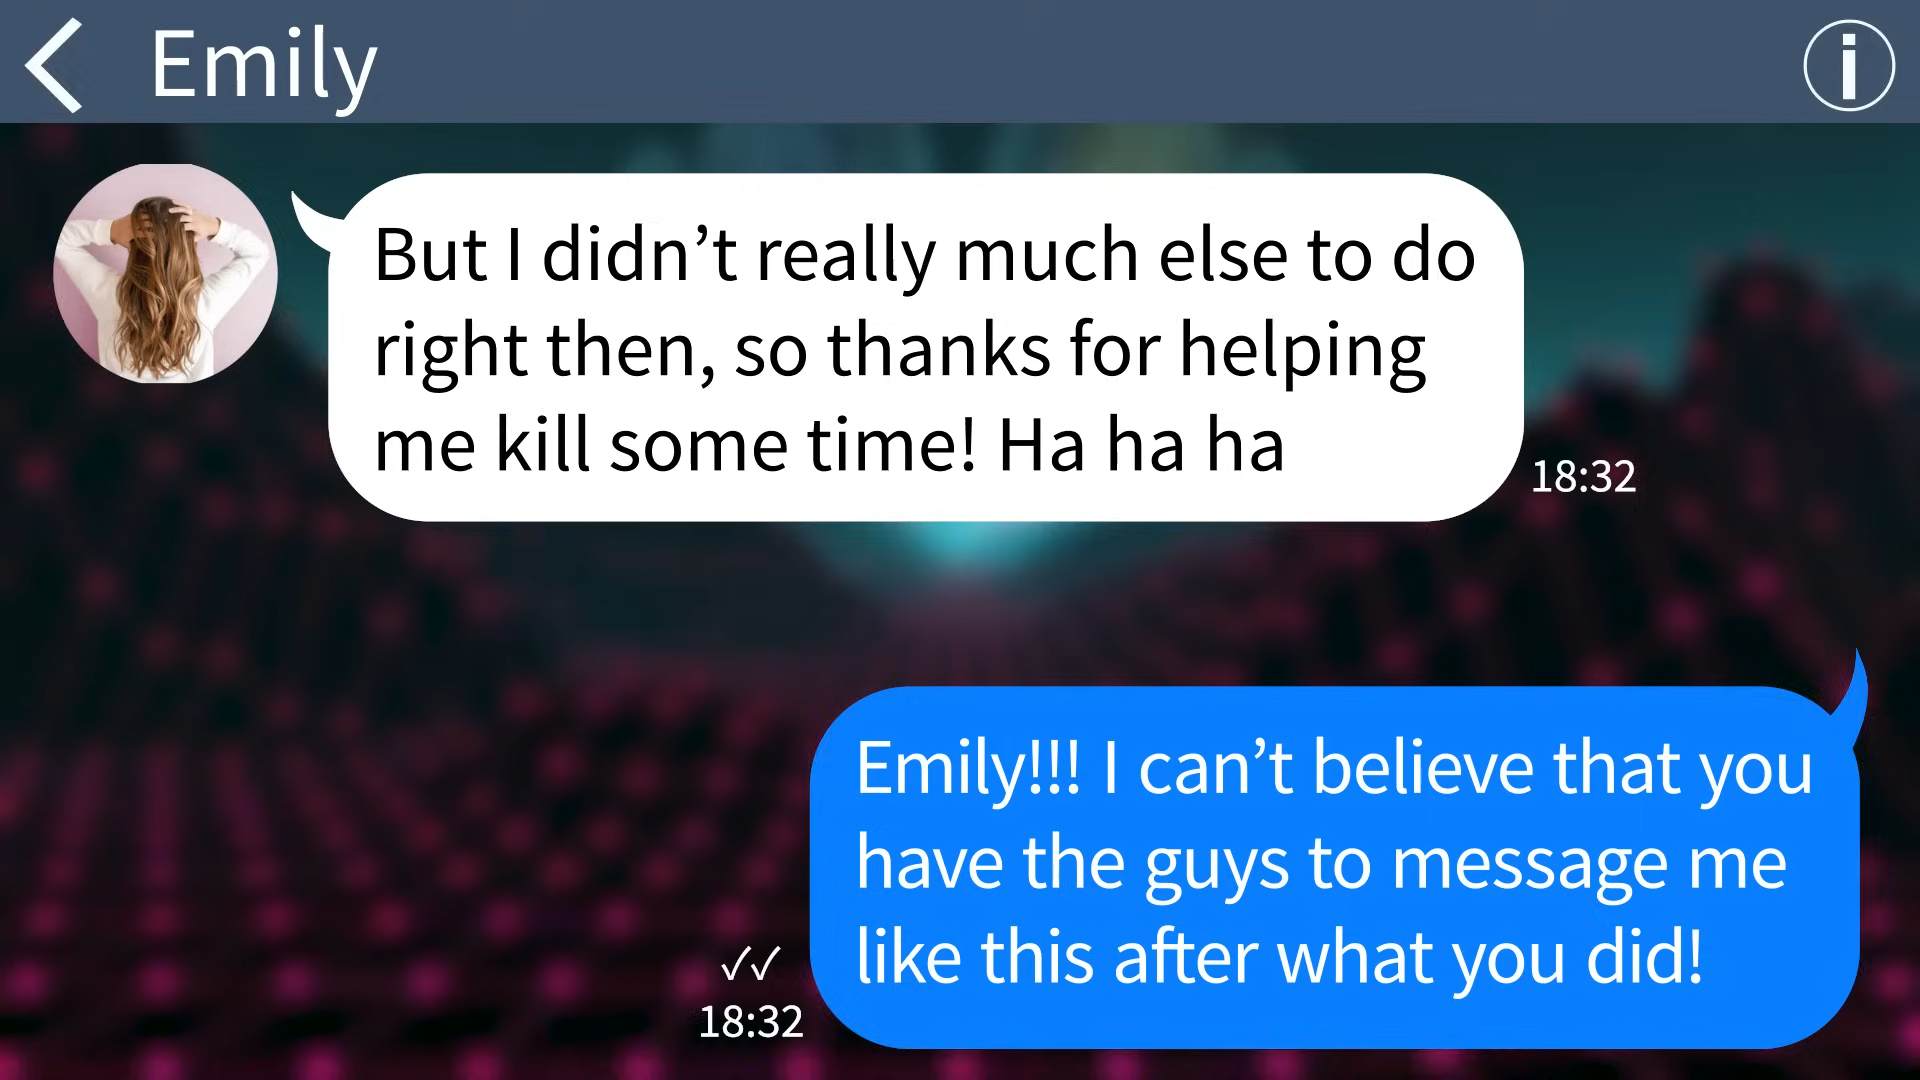 Emily
But I didn’t really much else to do
right then, so thanks for helping
me kill some time! Ha ha ha
18:32
Emily!!! I can’t believe that you
have the guys to message me
like this after what you did!
✓✓
18:32